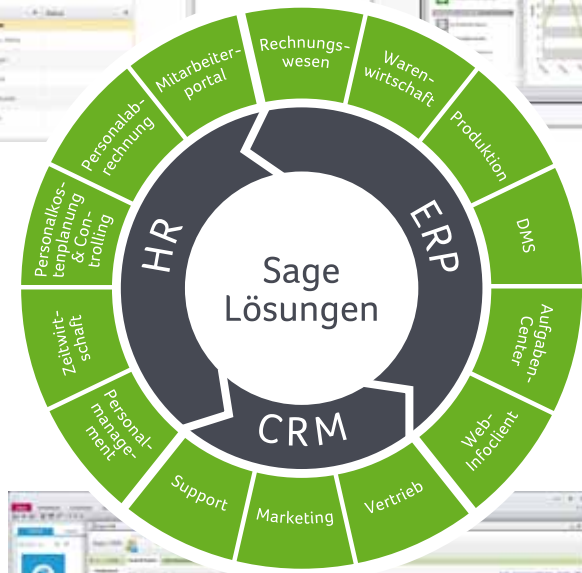 Sage
Lösungen
ERP
CRM
HR
Rechnungs-
wesen
Waren-
wirtschaft
Produktion
DMS
Aufgaben-
Center
Web-
Infoclient
Vertrieb
Marketing
Support
Personal-
manage-
ment
Zeitwirt-
schaft
Personalkos-
tenplanung
& Con-
trolling
Personalab-
rechnung
Mitarbeiter-
portal